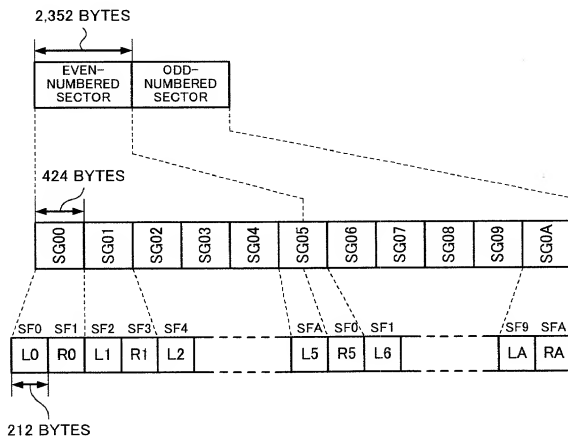 2,352 BYTES
EVEN-
NUMBERED
SECTOR
ODD-
NUMBERED
SECTOR
424 BYTES
SG00 SG01 SG02 SG03 SG04 SG05 SG06 SG07 SG08 SG09 SG0A
SF0 SF1 SF2 SF3 SF4 SFA SF0 SF1 SF9 SFA
L0 R0 L1 R1 L2 L5 R5 L6 LA RA
212 BYTES